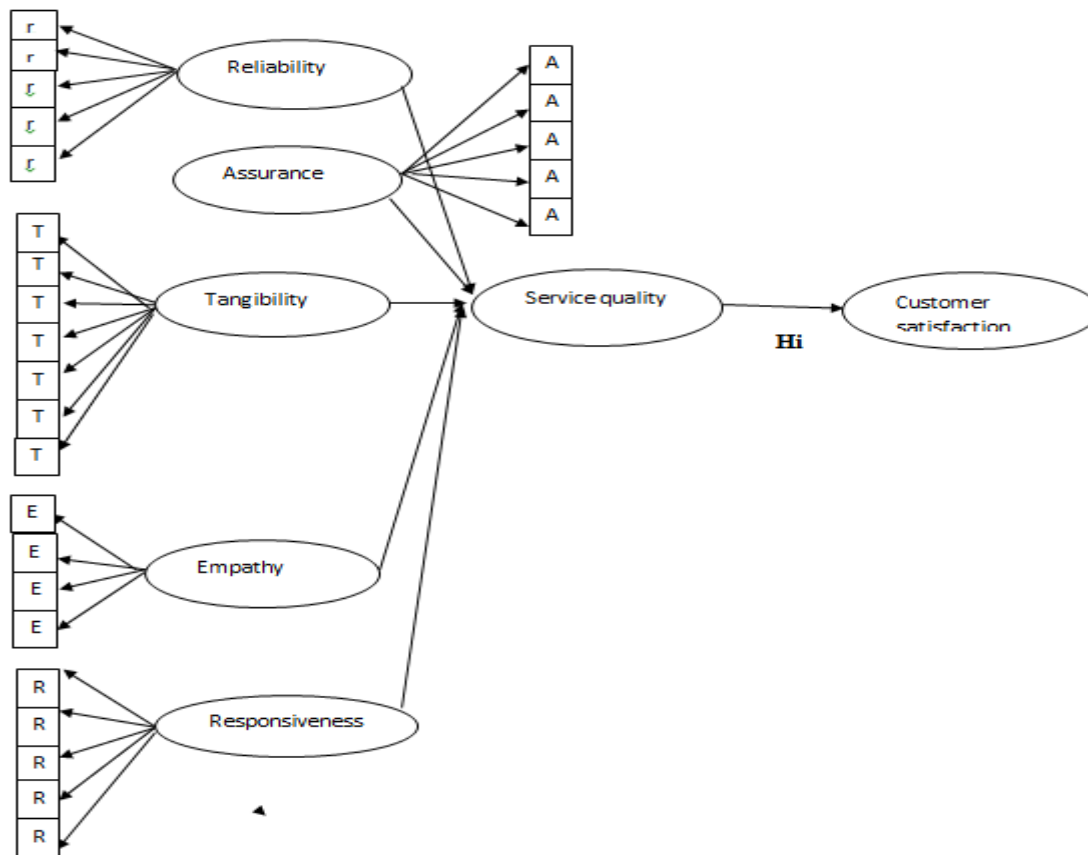 r
r
r
r
r
Reliability
A
A
A
A
A
Assurance
T
T
T
T
T
T
T
Tangibility
Service quality
Customer
satisfaction
Hi
E
E
E
E
Empathy
R
R
R
R
R
Responsiveness